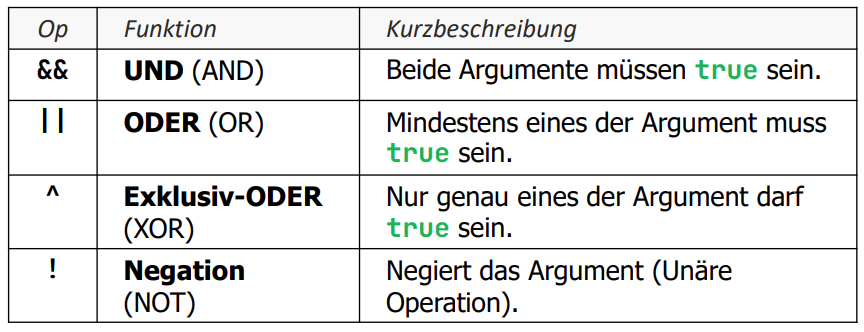 Op Funktion Kurzbeschreibung
&& UND (AND) Beide Argumente müssen true sein.
|| ODER (OR) Mindestens eines der Argument muss
true sein.
^ Exklusiv-ODER Nur genau eines der Argument darf
(XOR) true sein.
! Negation Negiert das Argument (Unäre
(NOT) Operation).